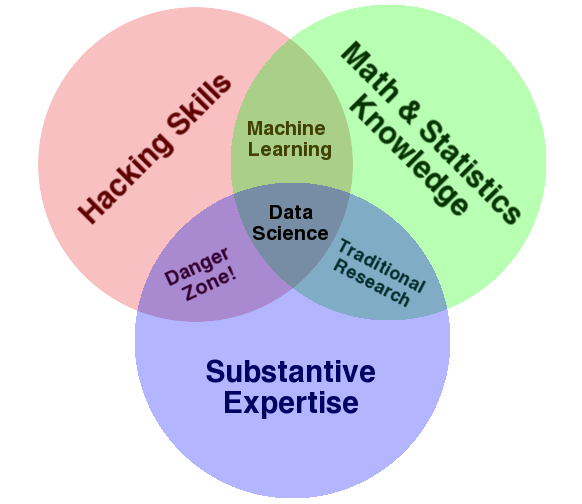 Hacking Skills
Math & Statistics
Knowledge
Machine
Learning
Data
Science
Danger
Zone!
Traditional
Research
Substantive
Expertise